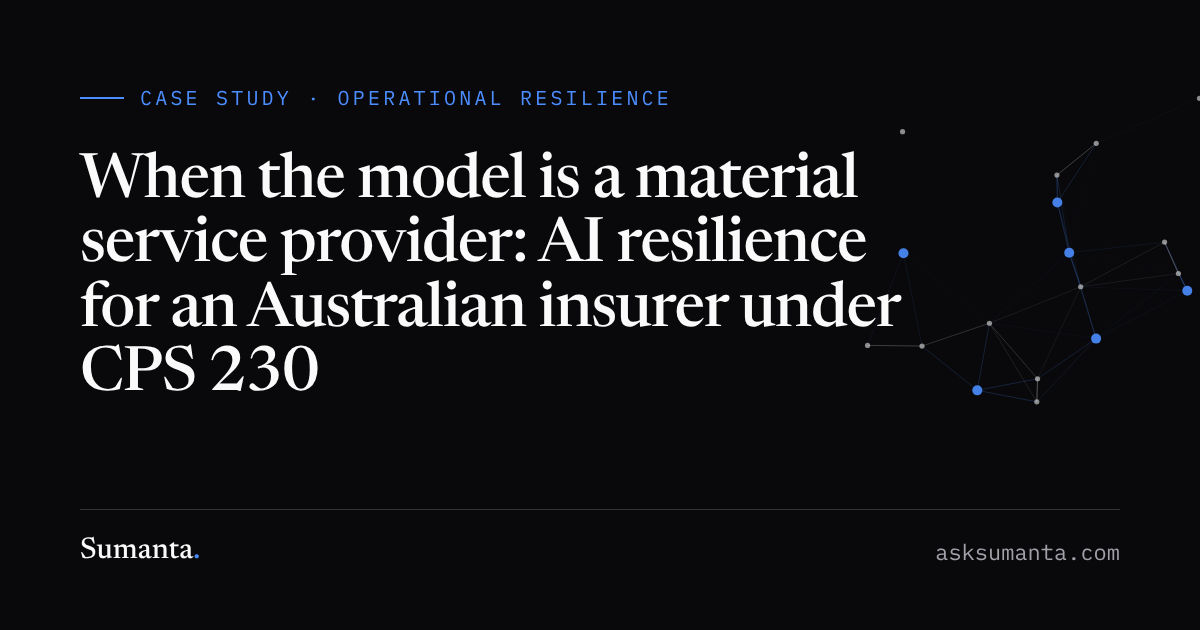 CASE STUDY · OPERATIONAL RESILIENCE
When the model is a material
service provider: AI resilience
for an Australian insurer under
CPS 230
Sumanta.
asksumanta.com